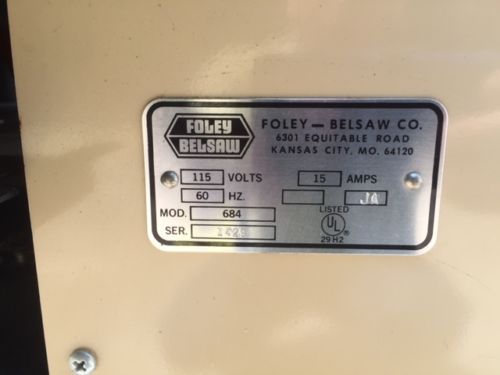 FOLEY
BELSAW
FOLEY — BELSAW CO.
6301 EQUITABLE ROAD
KANSAS CITY, MO. 64120
115 VOLTS 15 AMPS
60 HZ.
MOD. 684
SER.
LISTED
UL
29H2